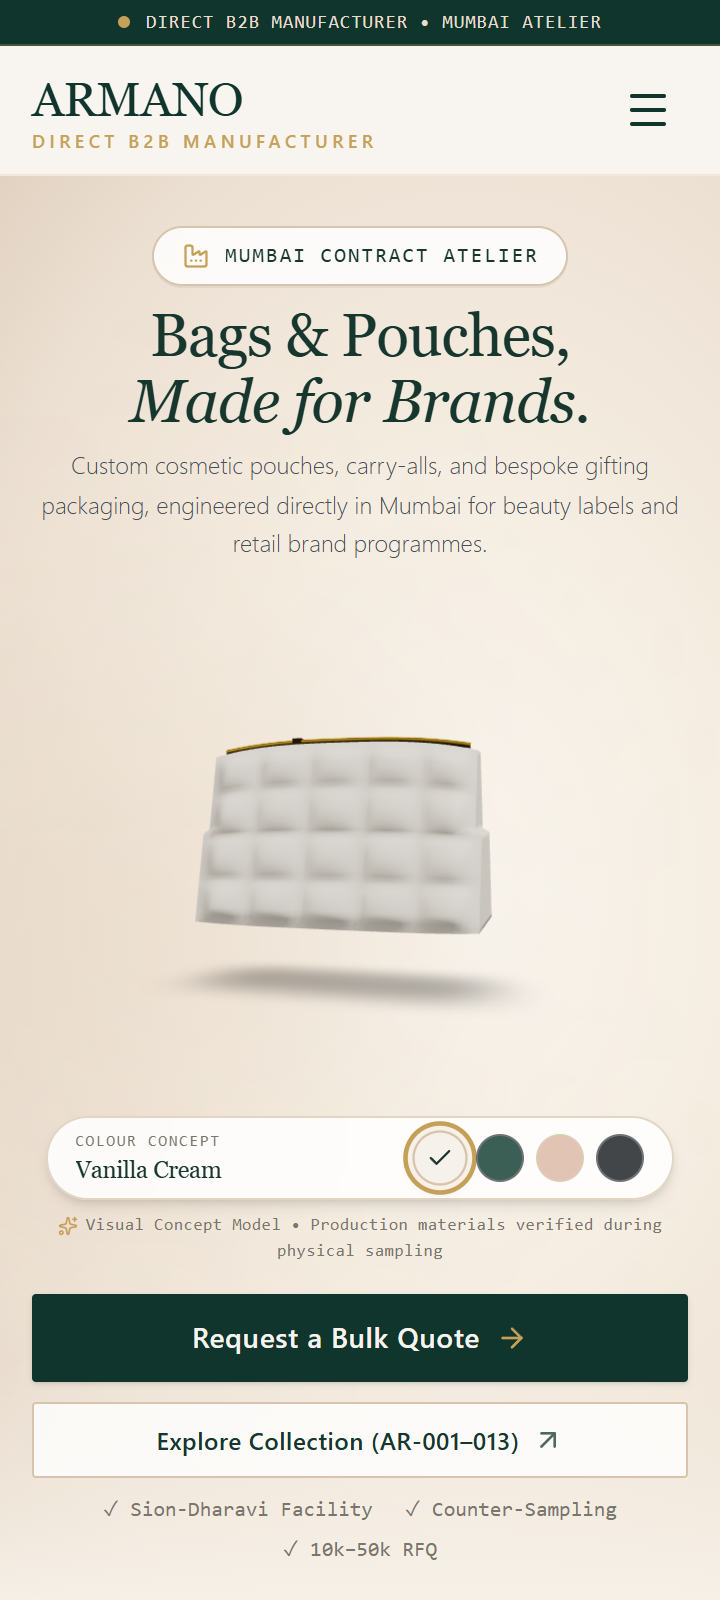 DIRECT B2B MANUFACTURER • MUMBAI ATELIER
ARMANO
DIRECT B2B MANUFACTURER
MUMBAI CONTRACT ATELIER
Bags & Pouches,
Made for Brands.
Custom cosmetic pouches, carry-alls, and bespoke gifting
packaging, engineered directly in Mumbai for beauty labels and
retail brand programmes.
COLOUR CONCEPT
Vanilla Cream
Visual Concept Model • Production materials verified during
physical sampling
Request a Bulk Quote →
Explore Collection (AR-001–013) ↗
✓ Sion-Dharavi Facility ✓ Counter-Sampling
✓ 10k–50k RFQ